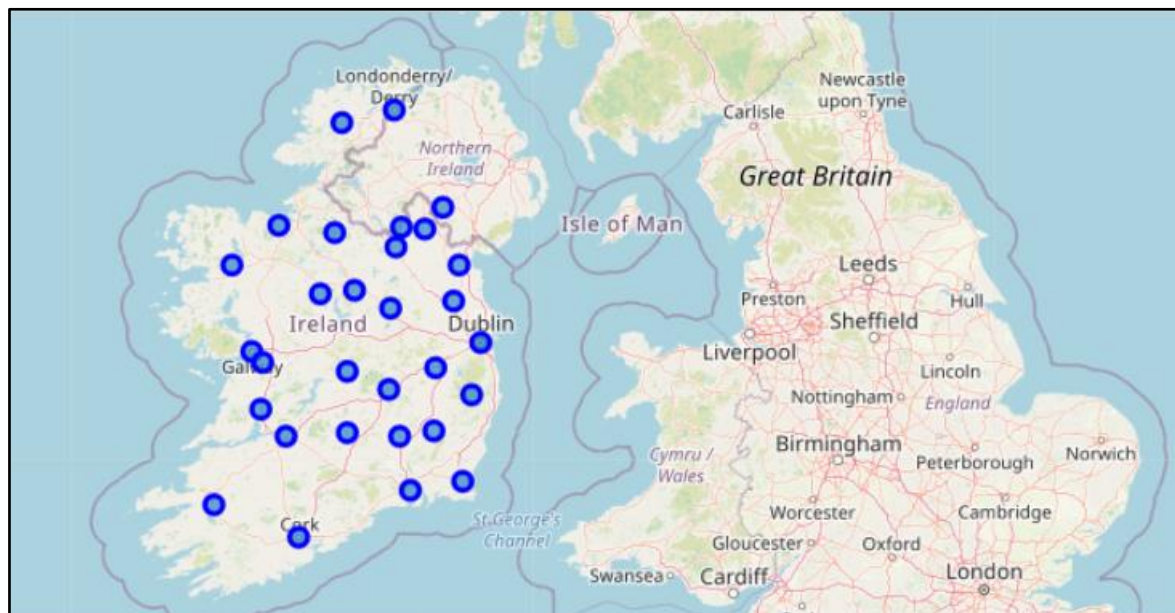 Londonderry/
Derry
Newcastle
upon Tyne
Carlisle
Northern
Ireland
Great Britain
Isle of Man
Leeds
Preston
Hull
Ireland
Dublin
Sheffield
Liverpool
Galway
Lincoln
Nottingham
England
Birmingham
Norwich
Cymru /
Wales
Peterborough
Cork
St George's
Channel
Worcester
Cambridge
Gloucester
Oxford
Swansea
Cardiff
London